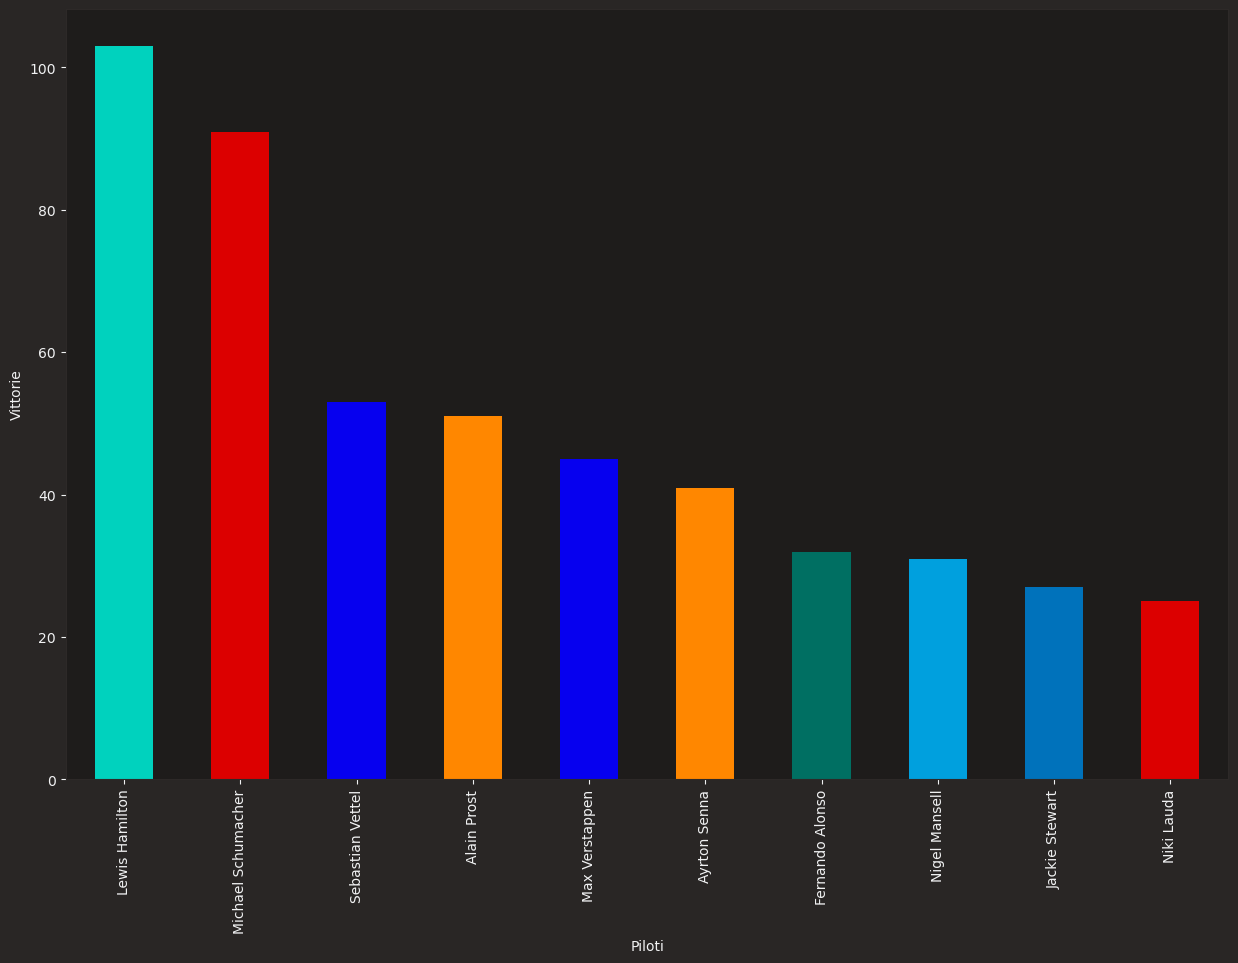 100
80
60
40
20
0
Vittorie
Lewis Hamilton
Michael Schumacher
Sebastian Vettel
Alain Prost
Max Verstappen
Ayrton Senna
Fernando Alonso
Nigel Mansell
Jackie Stewart
Niki Lauda
Piloti